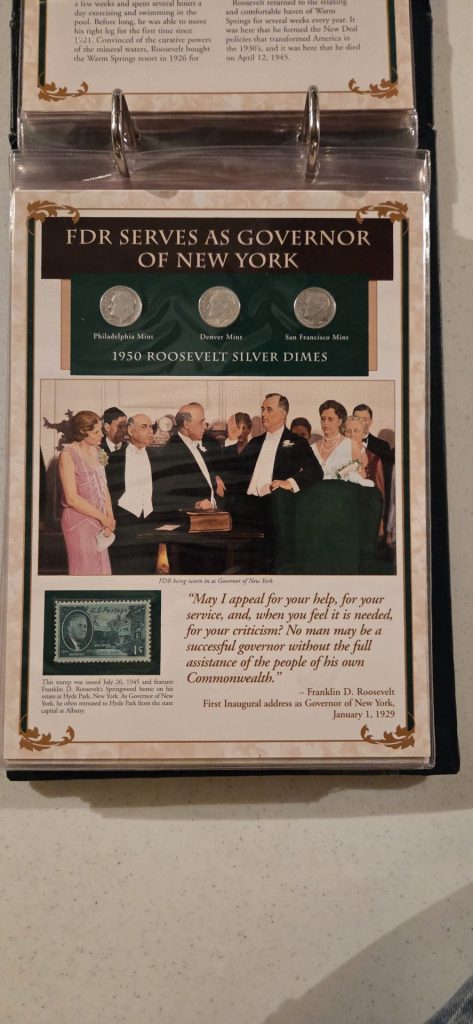 a few weeks and spent several hours a
day exercising and swimming in the
pool. Before long, he was able to move
his right leg for the first time since
1921. Convinced of the curative powers
of the mineral waters, Roosevelt bought
the Warm Springs resort in 1926 for
Roosevelt returned to the relaxing
and comfortable haven of Warm
Springs for several weeks every year. It
was here that he formed the New Deal
policies that transformed America in
the 1930's, and it was here that he died
on April 12, 1945.
FDR SERVES AS GOVERNOR
OF NEW YORK
Philadelphia Mint
Denver Mint
San Francisco Mint
1950 ROOSEVELT SILVER DIMES
FDR being sworn in as Governor of New York
U.S. Postage
1¢
This stamp was issued July 26, 1945 and features
Franklin D. Roosevelt's Springwood home on his
estate at Hyde Park, New York. As Governor of New
York, he often retreated to Hyde Park from the state
capital at Albany.
"May I appeal for your help, for your
service, and, when you feel it is needed,
for your criticism? No man may be a
successful governor without the full
assistance of the people of his own
Commonwealth."
– Franklin D. Roosevelt
First Inaugural address as Governor of New York,
January 1, 1929